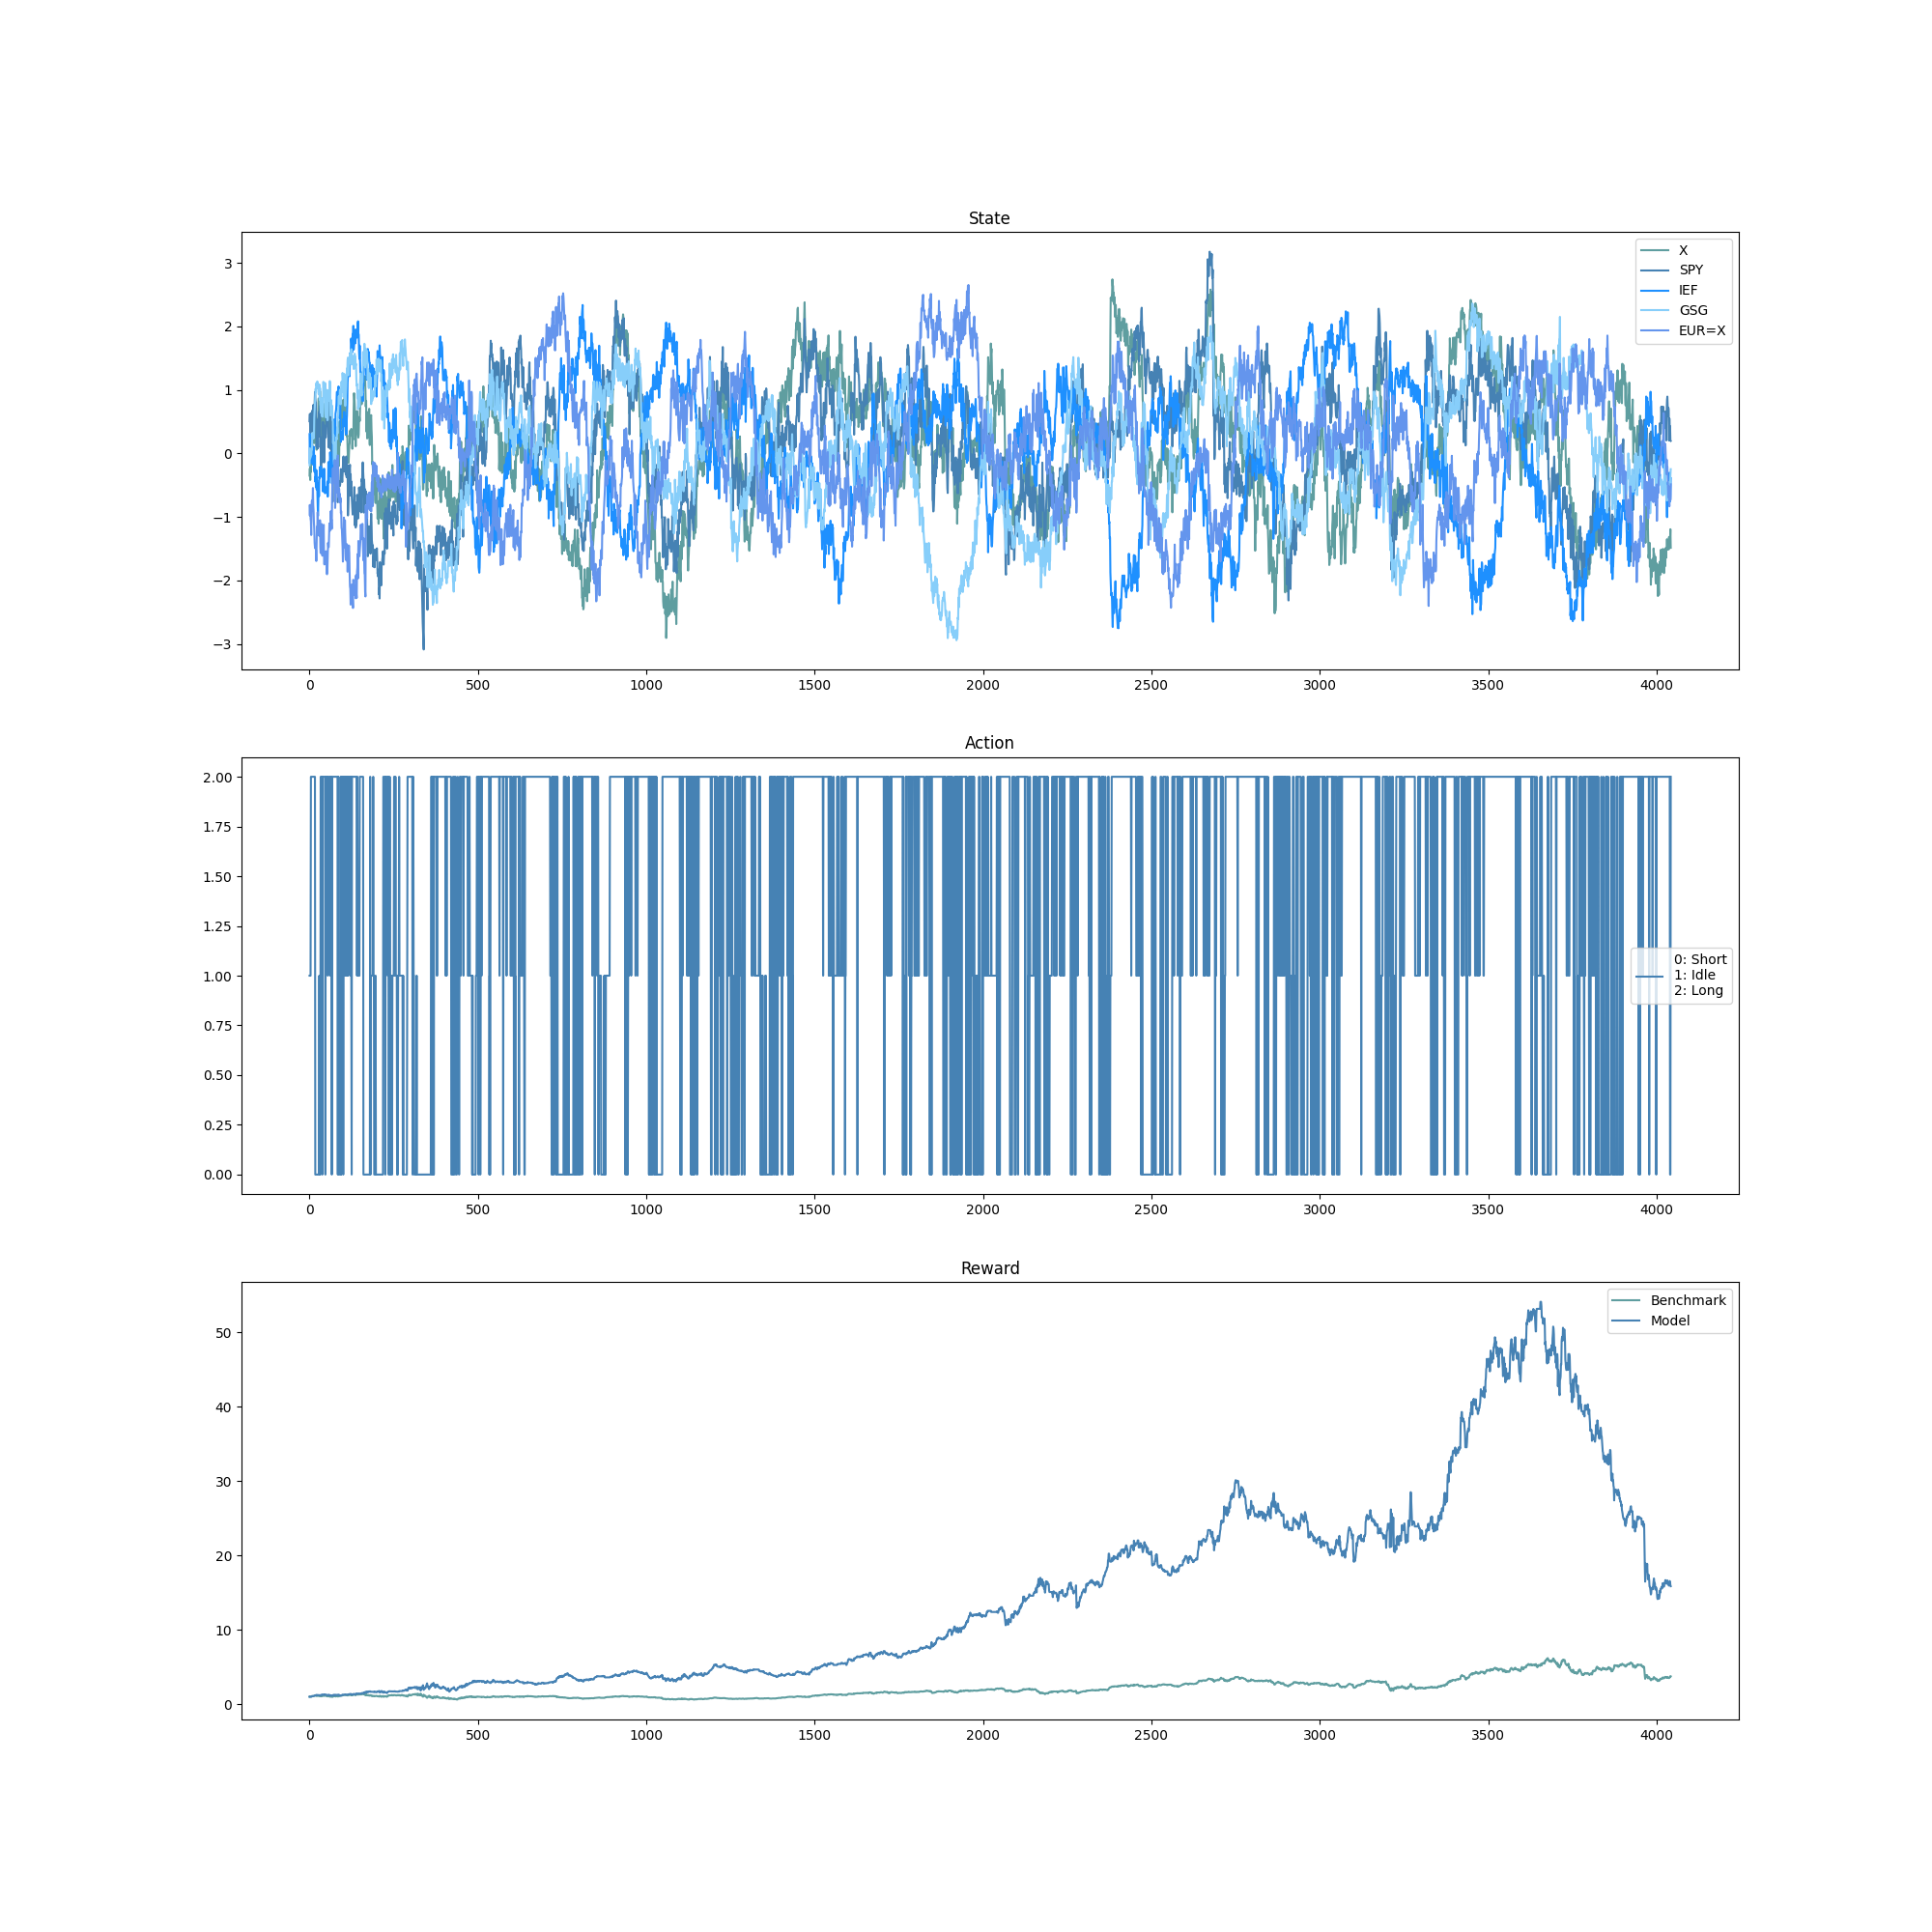 State
3
2
1
0
−1
−2
−3
X
SPY
IEF
GSG
EUR=X
0 500 1000 1500 2000 2500 3000 3500 4000
Action
2.00
1.75
1.50
1.25
1.00
0.75
0.50
0.25
0.00
0: Short
1: Idle
2: Long
0 500 1000 1500 2000 2500 3000 3500 4000
Reward
50
40
30
20
10
0
Benchmark
Model
0 500 1000 1500 2000 2500 3000 3500 4000